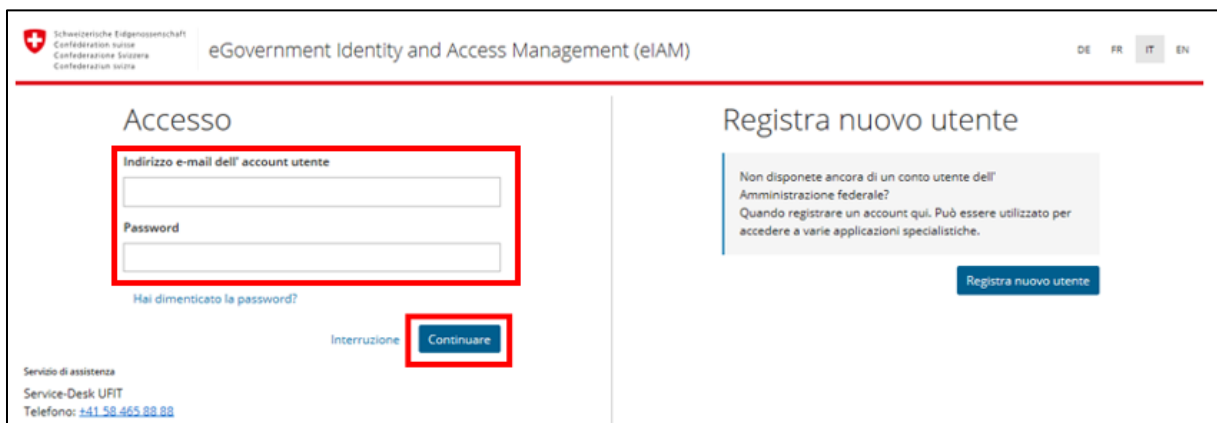 Schweizerische Eidgenossenschaft
Confédération suisse
Confederazione Svizzera
Confederaziun svizra
eGovernment Identity and Access Management (eIAM)
DE FR IT EN
Accesso
Indirizzo e-mail dell' account utente
Password
Hai dimenticato la password?
Interruzione
Continuare
Servizio di assistenza
Service-Desk UFIT
Telefono: +41 58 465 88 88
Registra nuovo utente
Non disponete ancora di un conto utente dell'
Amministrazione federale?
Quando registrare un account qui. Può essere utilizzato per
accedere a varie applicazioni specialistiche.
Registra nuovo utente